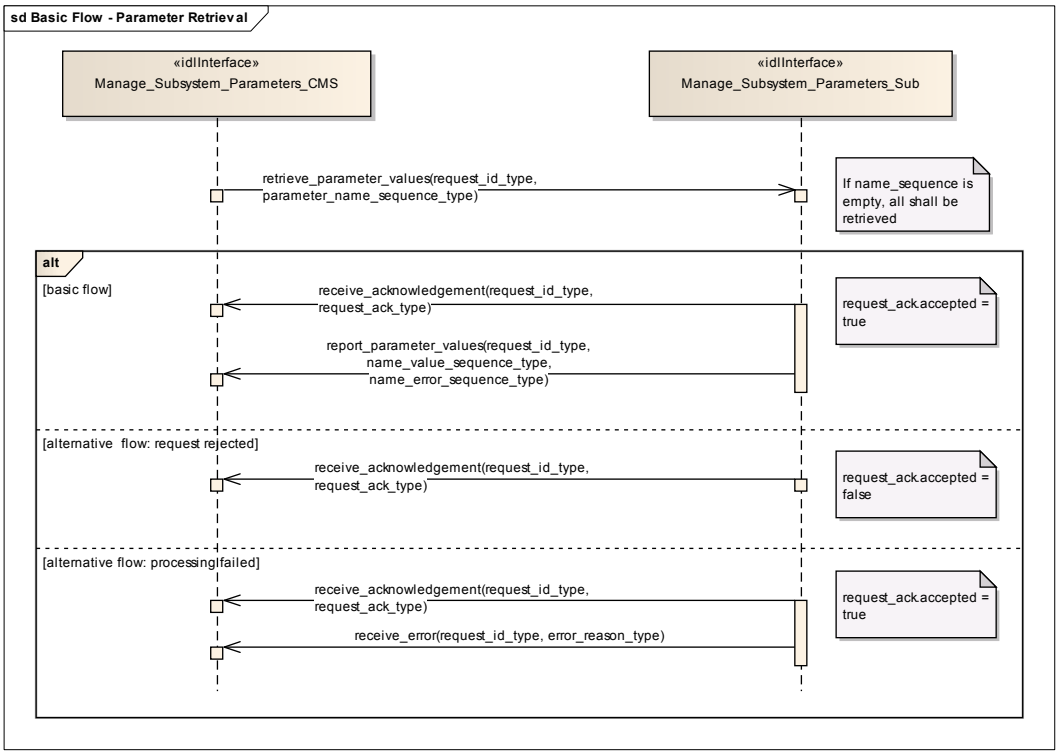 sd Basic Flow - Parameter Retrieval
«idlInterface»
Manage_Subsystem_Parameters_CMS
«idlInterface»
Manage_Subsystem_Parameters_Sub
retrieve_parameter_values(request_id_type,
parameter_name_sequence_type)
If name_sequence is
empty, all shall be
retrieved
alt
[basic flow]
receive_acknowledgement(request_id_type,
request_ack_type)
request_ack.accepted =
true
report_parameter_values(request_id_type,
name_value_sequence_type,
name_error_sequence_type)
[alternative  flow: request rejected]
receive_acknowledgement(request_id_type,
request_ack_type)
request_ack.accepted =
false
[alternative flow: processing failed]
receive_acknowledgement(request_id_type,
request_ack_type)
request_ack.accepted =
true
receive_error(request_id_type, error_reason_type)